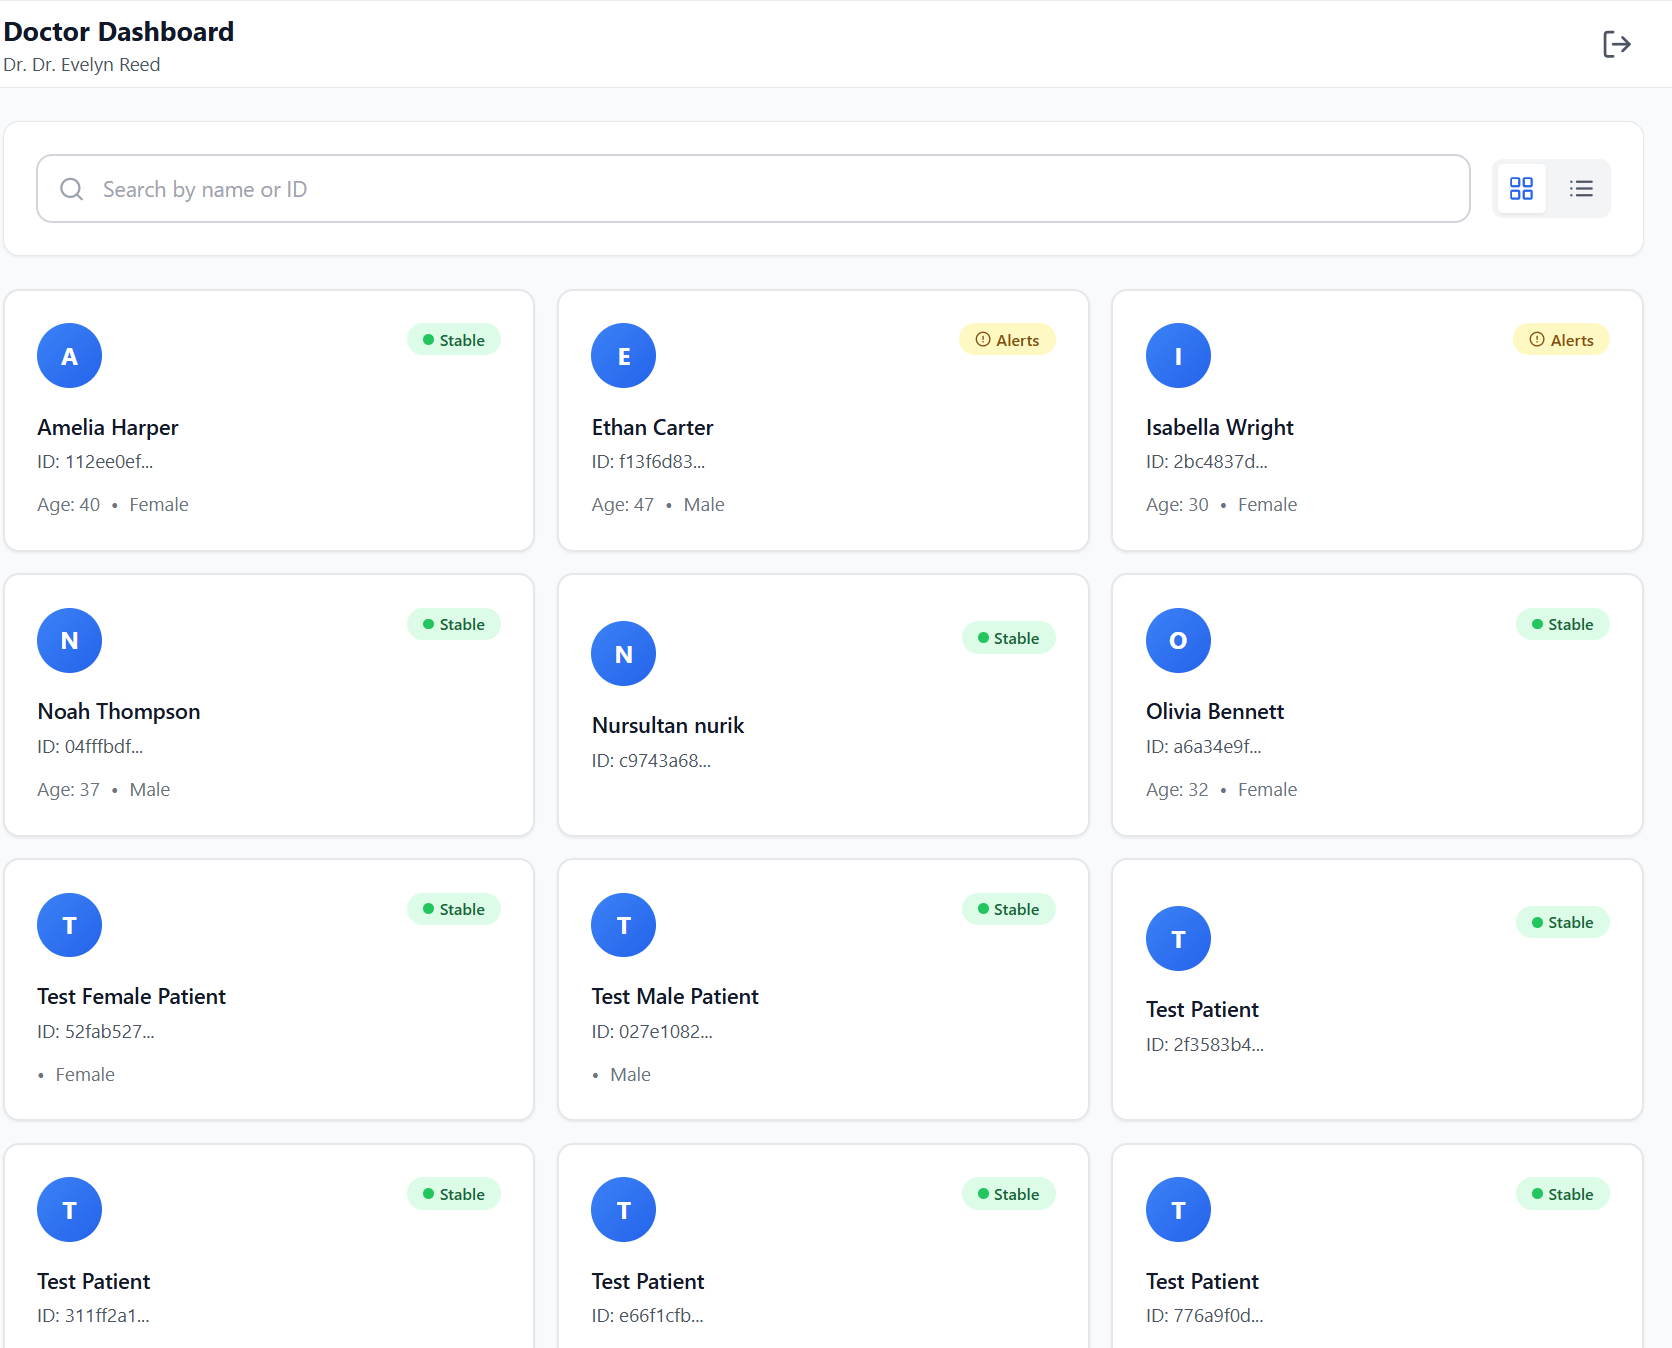 Doctor Dashboard
Dr. Dr. Evelyn Reed
Search by name or ID
A
Stable
Amelia Harper
ID: 112ee0ef...
Age: 40 • Female
E
Alerts
Ethan Carter
ID: f13f6d83...
Age: 47 • Male
I
Alerts
Isabella Wright
ID: 2bc4837d...
Age: 30 • Female
N
Stable
Noah Thompson
ID: 04fffbdf...
Age: 37 • Male
N
Stable
Nursultan nurik
ID: c9743a68...
O
Stable
Olivia Bennett
ID: a6a34e9f...
Age: 32 • Female
T
Stable
Test Female Patient
ID: 52fab527...
• Female
T
Stable
Test Male Patient
ID: 027e1082...
• Male
T
Stable
Test Patient
ID: 2f3583b4...
T
Stable
Test Patient
ID: 311ff2a1...
T
Stable
Test Patient
ID: e66f1cfb...
T
Stable
Test Patient
ID: 776a9f0d...